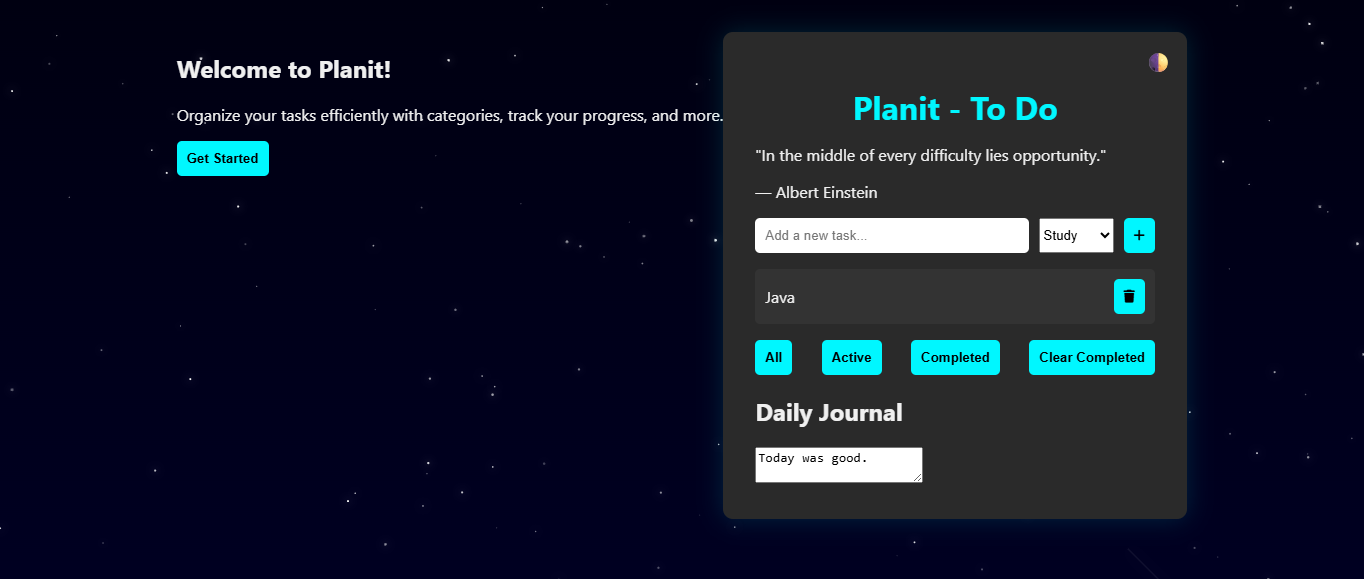 Welcome to Planit!
Organize your tasks efficiently with categories, track your progress, and more.
Get Started
Planit - To Do
"In the middle of every difficulty lies opportunity."
— Albert Einstein
Add a new task... Study +
Java
All Active Completed Clear Completed
Daily Journal
Today was good.